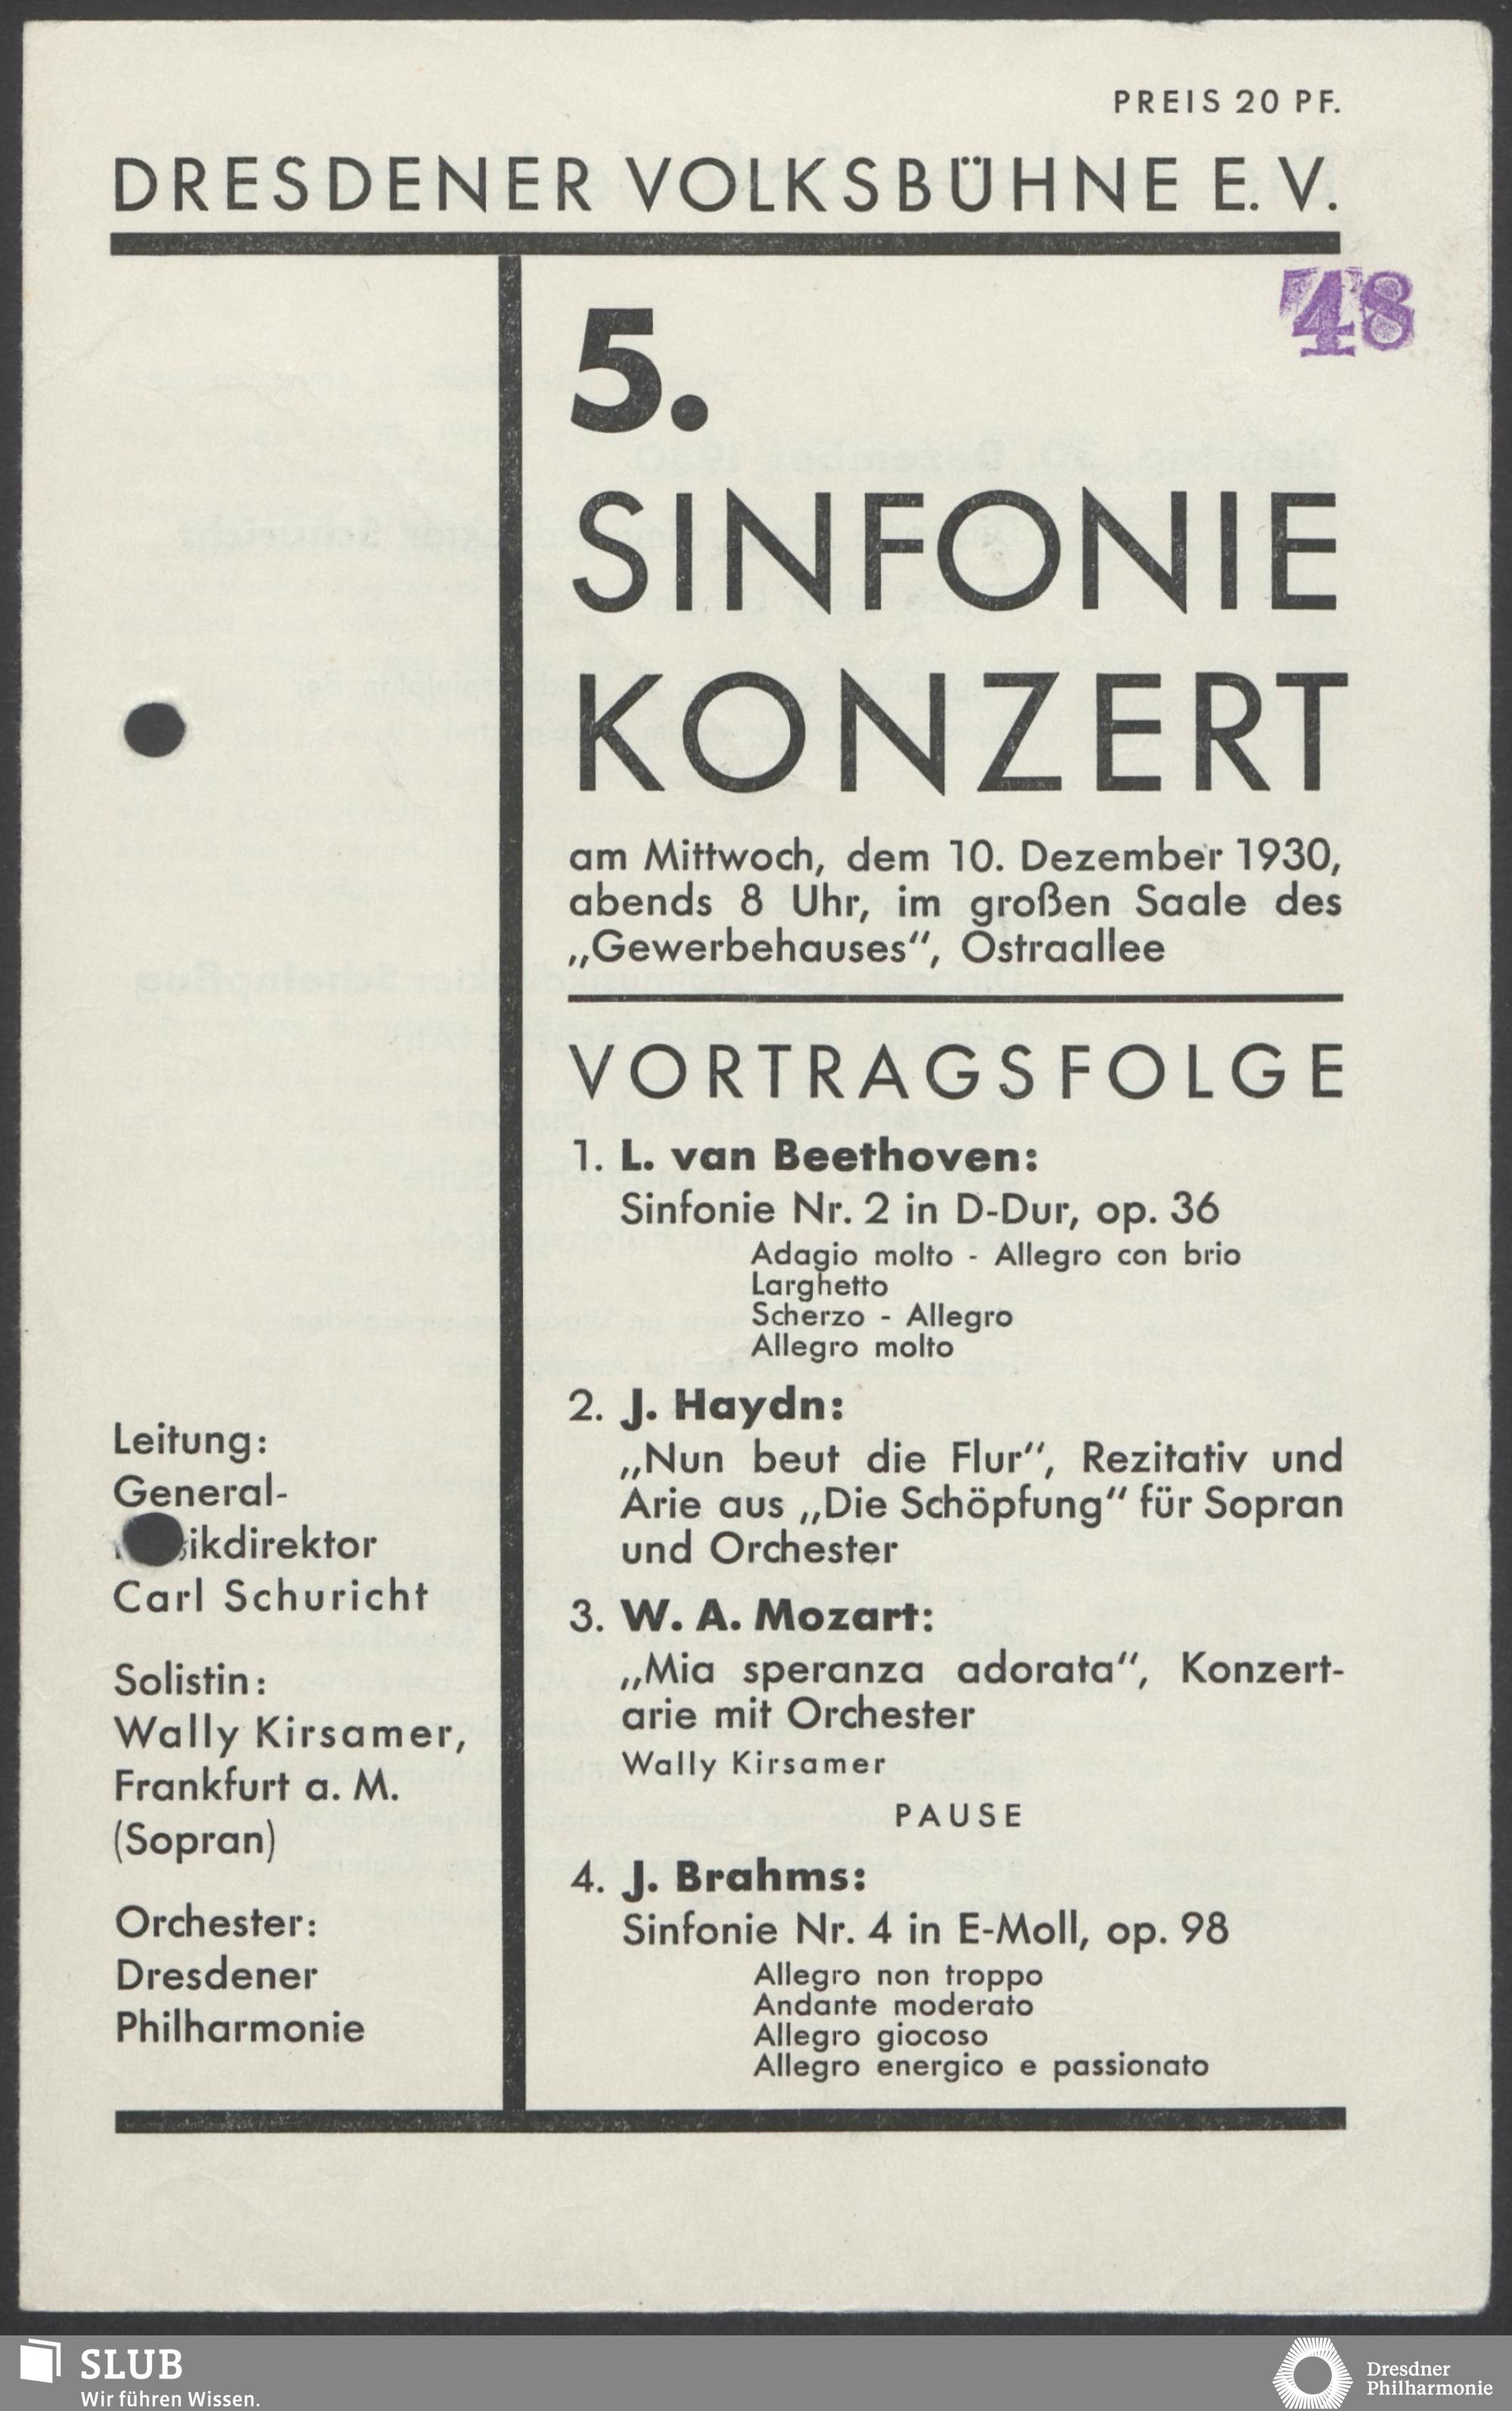 PREIS 20 PF.
DRESDENER VOLKSBÜHNE E. V.
48
5.
SINFONIE
KONZERT
am Mittwoch, dem 10. Dezember 1930,
abends 8 Uhr, im großen Saale des
„Gewerbehauses“, Ostraallee
VORTRAGSFOLGE
1. L. van Beethoven:
Sinfonie Nr. 2 in D-Dur, op. 36
Adagio molto - Allegro con brio
Larghetto
Scherzo - Allegro
Allegro molto
2. J. Haydn:
„Nun beut die Flur“, Rezitativ und
Arie aus „Die Schöpfung“ für Sopran
und Orchester
3. W. A. Mozart:
„Mia speranza adorata“, Konzert-
arie mit Orchester
Wally Kirsamer
PAUSE
4. J. Brahms:
Sinfonie Nr. 4 in E-Moll, op. 98
Allegro non troppo
Andante moderato
Allegro giocoso
Allegro energico e passionato
Leitung:
General-
ikdirektor
Carl Schuricht
Solistin:
Wally Kirsamer,
Frankfurt a. M.
(Sopran)
Orchester:
Dresdener
Philharmonie
SLUB
Wir führen Wissen.
Dresdner
Philharmonie